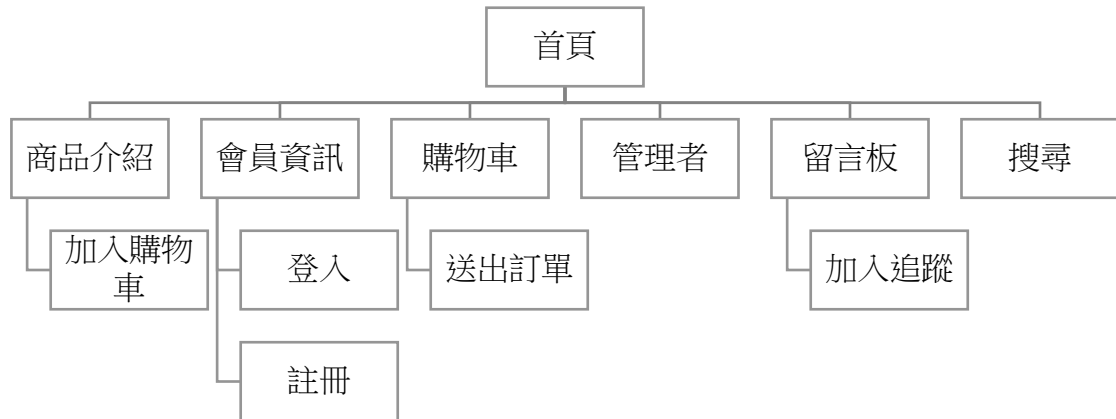 首頁
商品介紹
會員資訊
購物車
管理者
留言板
搜尋
加入購物
車
登入
送出訂單
加入追蹤
註冊